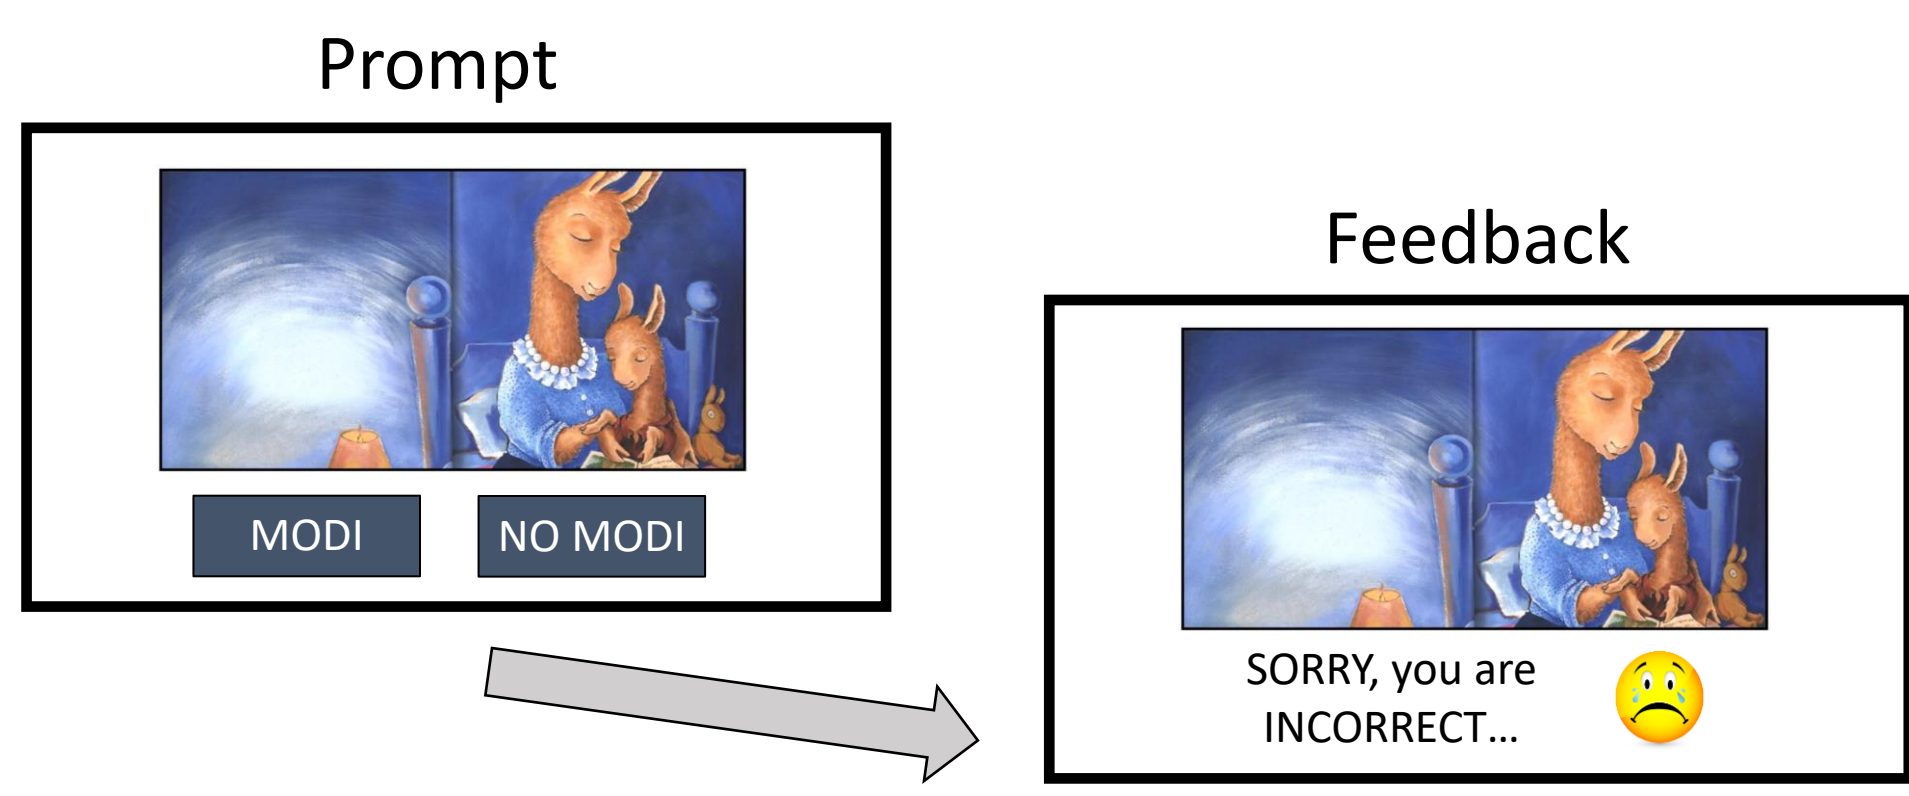 Prompt
MODI
NO MODI
Feedback
SORRY, you are
INCORRECT...